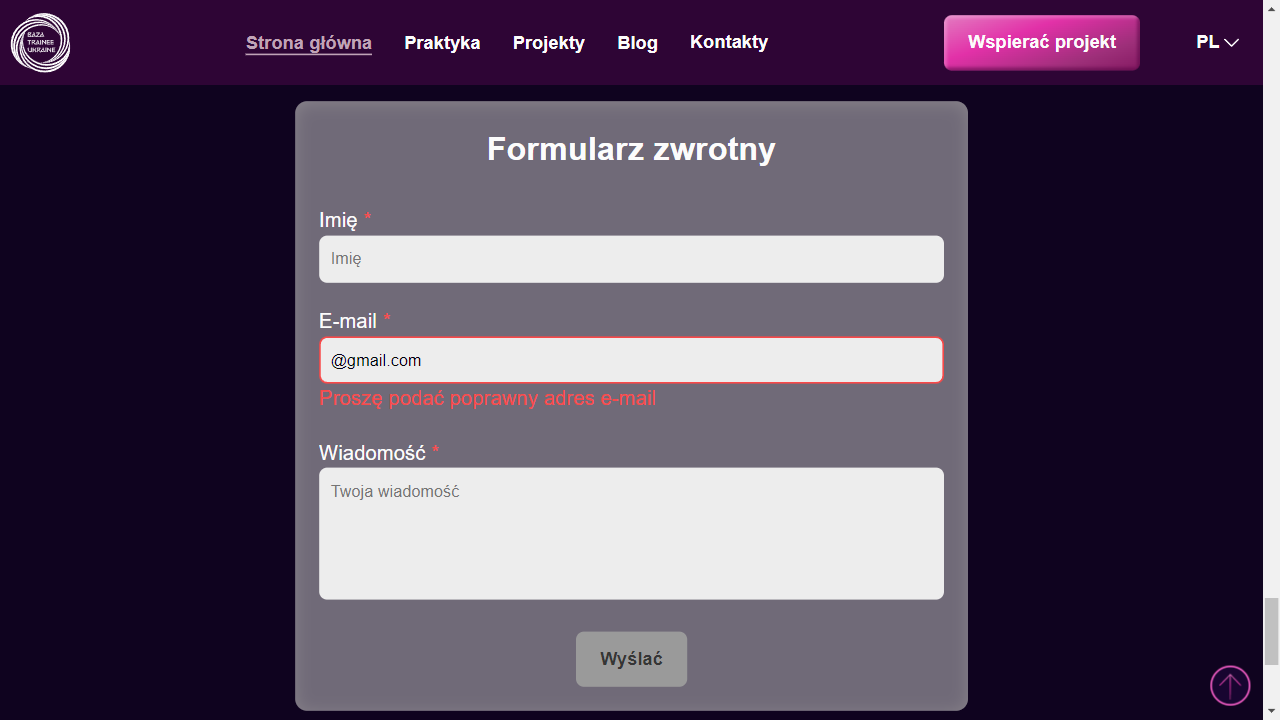 BAZA
TRAINEE
UKRAINE
Strona główna Praktyka Projekty Blog Kontakty Wspierać projekt PL
Formularz zwrotny
Imię *
Imię
E-mail *
@gmail.com
Proszę podać poprawny adres e-mail
Wiadomość *
Twoja wiadomość
Wyślać